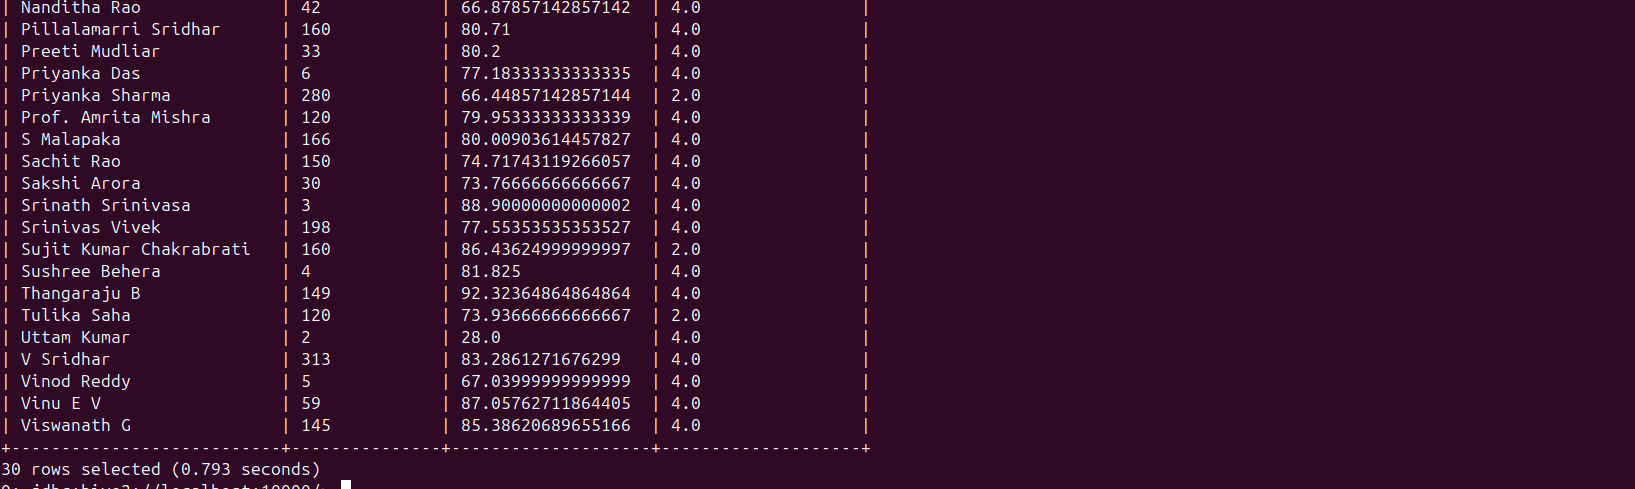 | Nanditha Rao | 42 | 66.87857142857142 | 4.0 |
| Pillalamarri Sridhar | 160 | 80.71 | 4.0 |
| Preeti Mudliar | 33 | 80.2 | 4.0 |
| Priyanka Das | 6 | 77.18333333333335 | 4.0 |
| Priyanka Sharma | 280 | 66.44857142857144 | 2.0 |
| Prof. Amrita Mishra | 120 | 79.95333333333339 | 4.0 |
| S Malapaka | 166 | 80.00903614457827 | 4.0 |
| Sachit Rao | 150 | 74.71743119266057 | 4.0 |
| Sakshi Arora | 30 | 73.76666666666667 | 4.0 |
| Srinath Srinivasa | 3 | 88.90000000000002 | 4.0 |
| Srinivas Vivek | 198 | 77.55353535353527 | 4.0 |
| Sujit Kumar Chakrabrati | 160 | 86.43624999999997 | 2.0 |
| Sushree Behera | 4 | 81.825 | 4.0 |
| Thangaraju B | 149 | 92.32364864864864 | 4.0 |
| Tulika Saha | 120 | 73.93666666666667 | 2.0 |
| Uttam Kumar | 2 | 28.0 | 4.0 |
| V Sridhar | 313 | 83.2861271676299 | 4.0 |
| Vinod Reddy | 5 | 67.03999999999999 | 4.0 |
| Vinu E V | 59 | 87.05762711864405 | 4.0 |
| Viswanath G | 145 | 85.38620689655166 | 4.0 |
+---------------------------+---------------+--------------------+--------------------+
30 rows selected (0.793 seconds)
0: jdbc:hive2://localhost:10000/>